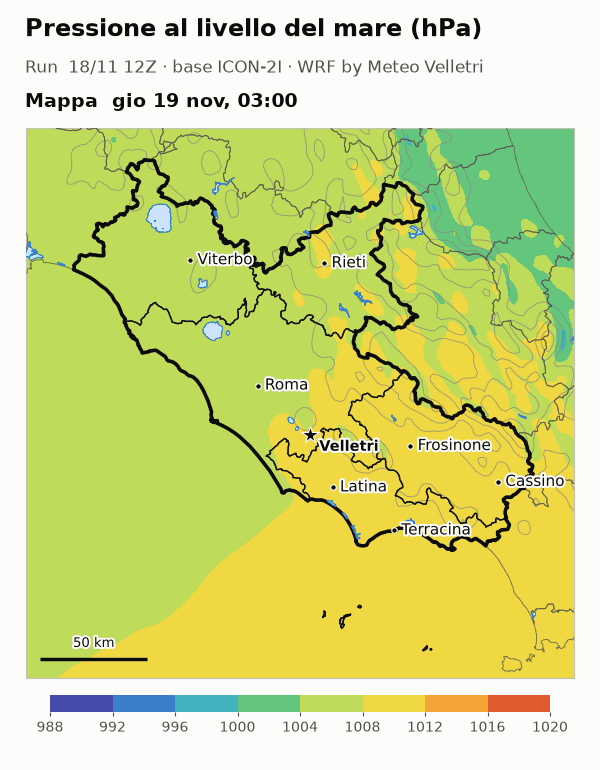 Pressione al livello del mare (hPa)
Run  18/11 12Z · base ICON-2I · WRF by Meteo Velletri
Mappa  gio 19 nov, 03:00
Viterbo
Rieti
Roma
Velletri
Frosinone
Latina
Cassino
Terracina
50 km
988 992 996 1000 1004 1008 1012 1016 1020